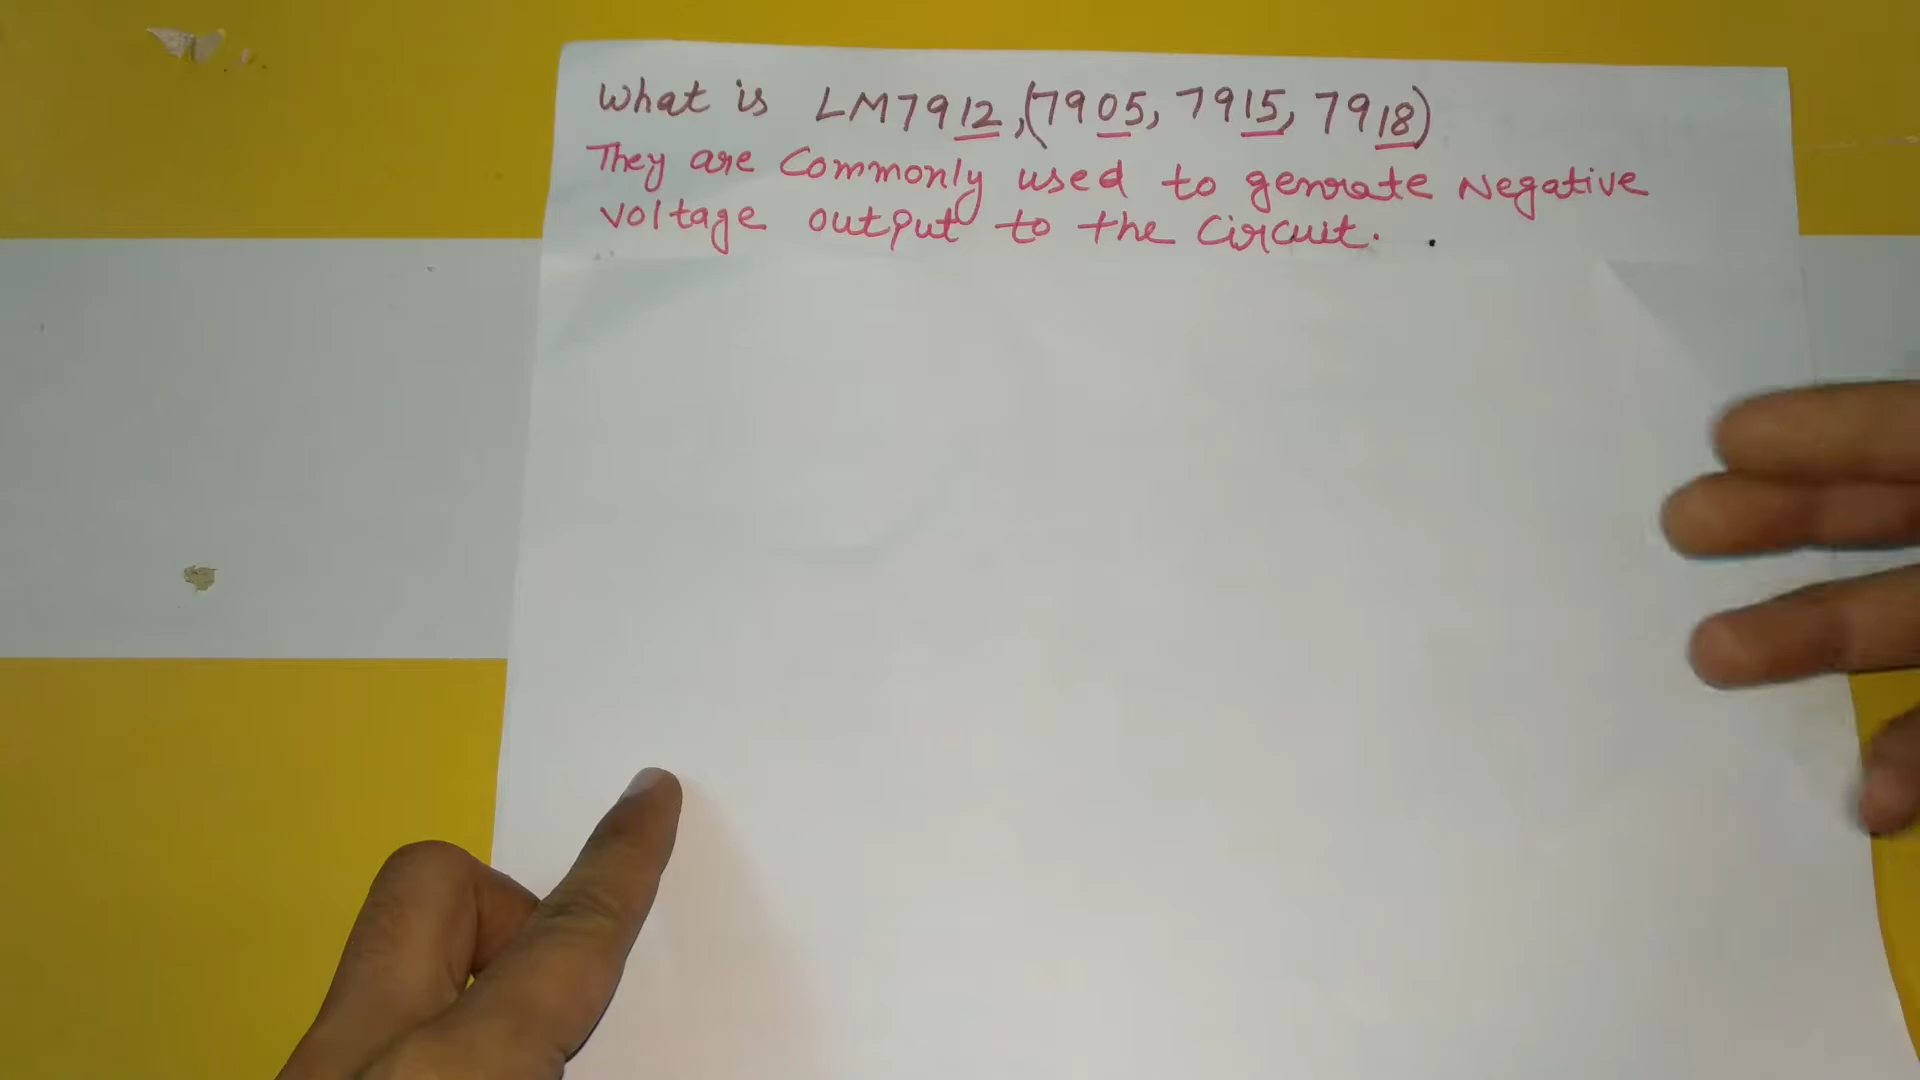 What is LM7912,(7905, 7915, 7918)
They are Commonly used to genrate Negative
voltage output to the Circuit.